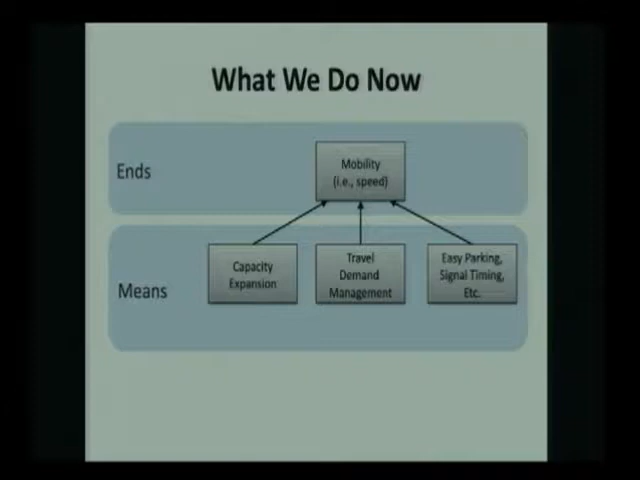 What We Do Now
Ends
Mobility
(i.e., speed)
Means
Capacity
Expansion
Travel
Demand
Management
Easy Parking,
Signal Timing,
Etc.